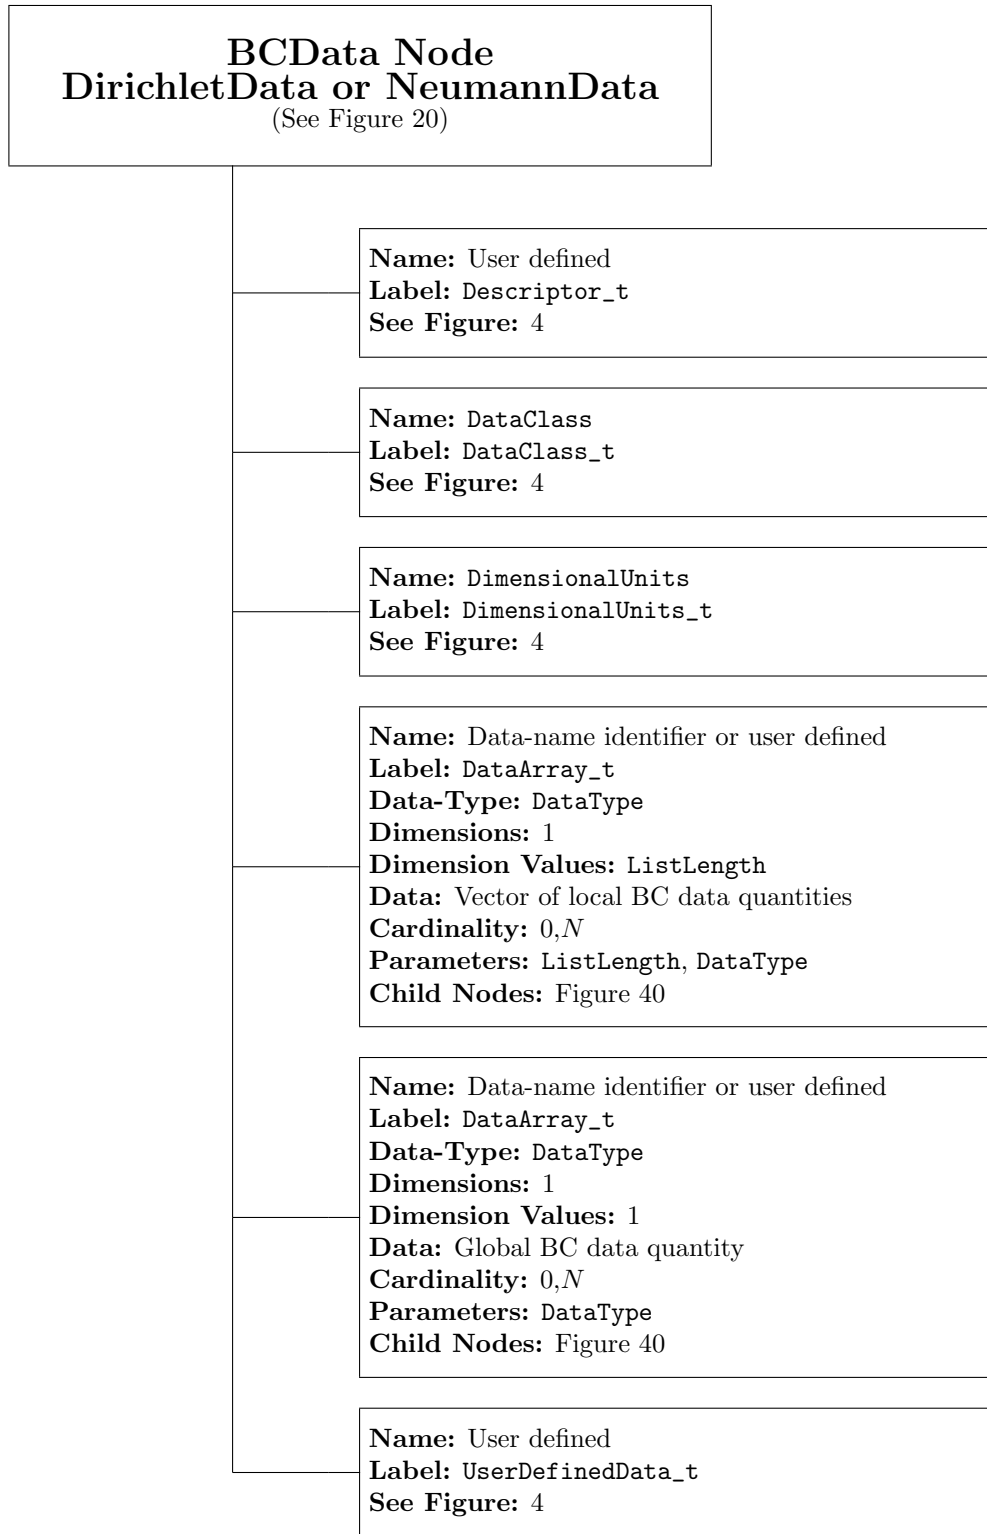 BCData Node
DirichletData or NeumannData
(See Figure 20)
Name: User defined
Label: Descriptor_t
See Figure: 4
Name: DataClass
Label: DataClass_t
See Figure: 4
Name: DimensionalUnits
Label: DimensionalUnits_t
See Figure: 4
Name: Data-name identifier or user defined
Label: DataArray_t
Data-Type: DataType
Dimensions: 1
Dimension Values: ListLength
Data: Vector of local BC data quantities
Cardinality: 0,N
Parameters: ListLength, DataType
Child Nodes: Figure 40
Name: Data-name identifier or user defined
Label: DataArray_t
Data-Type: DataType
Dimensions: 1
Dimension Values: 1
Data: Global BC data quantity
Cardinality: 0,N
Parameters: DataType
Child Nodes: Figure 40
Name: User defined
Label: UserDefinedData_t
See Figure: 4